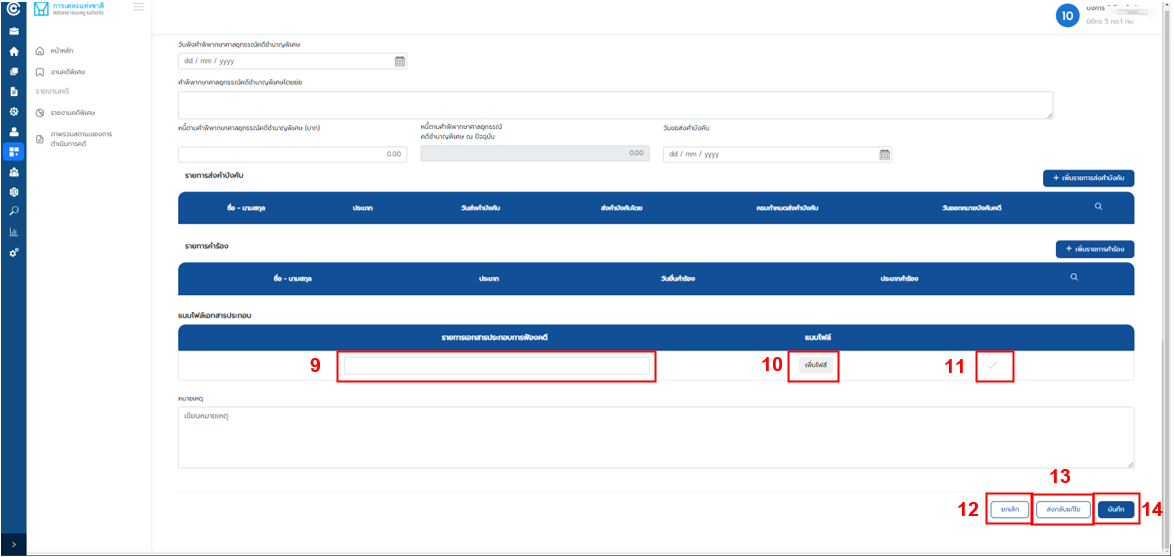 การเคหะแห่งชาติ
National Housing Authority
10
นิติกร 5 กด.1 กม.
หน้าหลัก
งานคดีพิเศษ
รายงานคดี
รายงานคดีพิเศษ
ภาพรวมสถานะของการ
ดำเนินการคดี
วันฟังคำพิพากษาศาลอุทธรณ์คดีชำนาญพิเศษ
dd / mm / yyyy
คำพิพากษาศาลอุทธรณ์คดีชำนาญพิเศษโดยย่อ
หนี้ตามคำพิพากษาศาลอุทธรณ์คดีชำนาญพิเศษ (บาท)
0.00
หนี้ตามคำพิพากษาศาลอุทธรณ์
คดีชำนาญพิเศษ ณ ปัจจุบัน
0.00
วันขอส่งคำบังคับ
dd / mm / yyyy
รายการส่งคำบังคับ
+ เพิ่มรายการส่งคำบังคับ
ชื่อ - นามสกุล ประเภท วันส่งคำบังคับ ส่งคำบังคับโดย ครบกำหนดส่งคำบังคับ วันออกหมายบังคับคดี
รายการคำร้อง
+ เพิ่มรายการคำร้อง
ชื่อ - นามสกุล ประเภท วันยื่นคำร้อง ประเภทคำร้อง
แนบไฟล์เอกสารประกอบ
รายการเอกสารประกอบการฟ้องคดี แนบไฟล์
9 10 เพิ่มไฟล์ 11
หมายเหตุ
เขียนหมายเหตุ
13
12 ยกเลิก ส่งกลับแก้ไข บันทึก 14